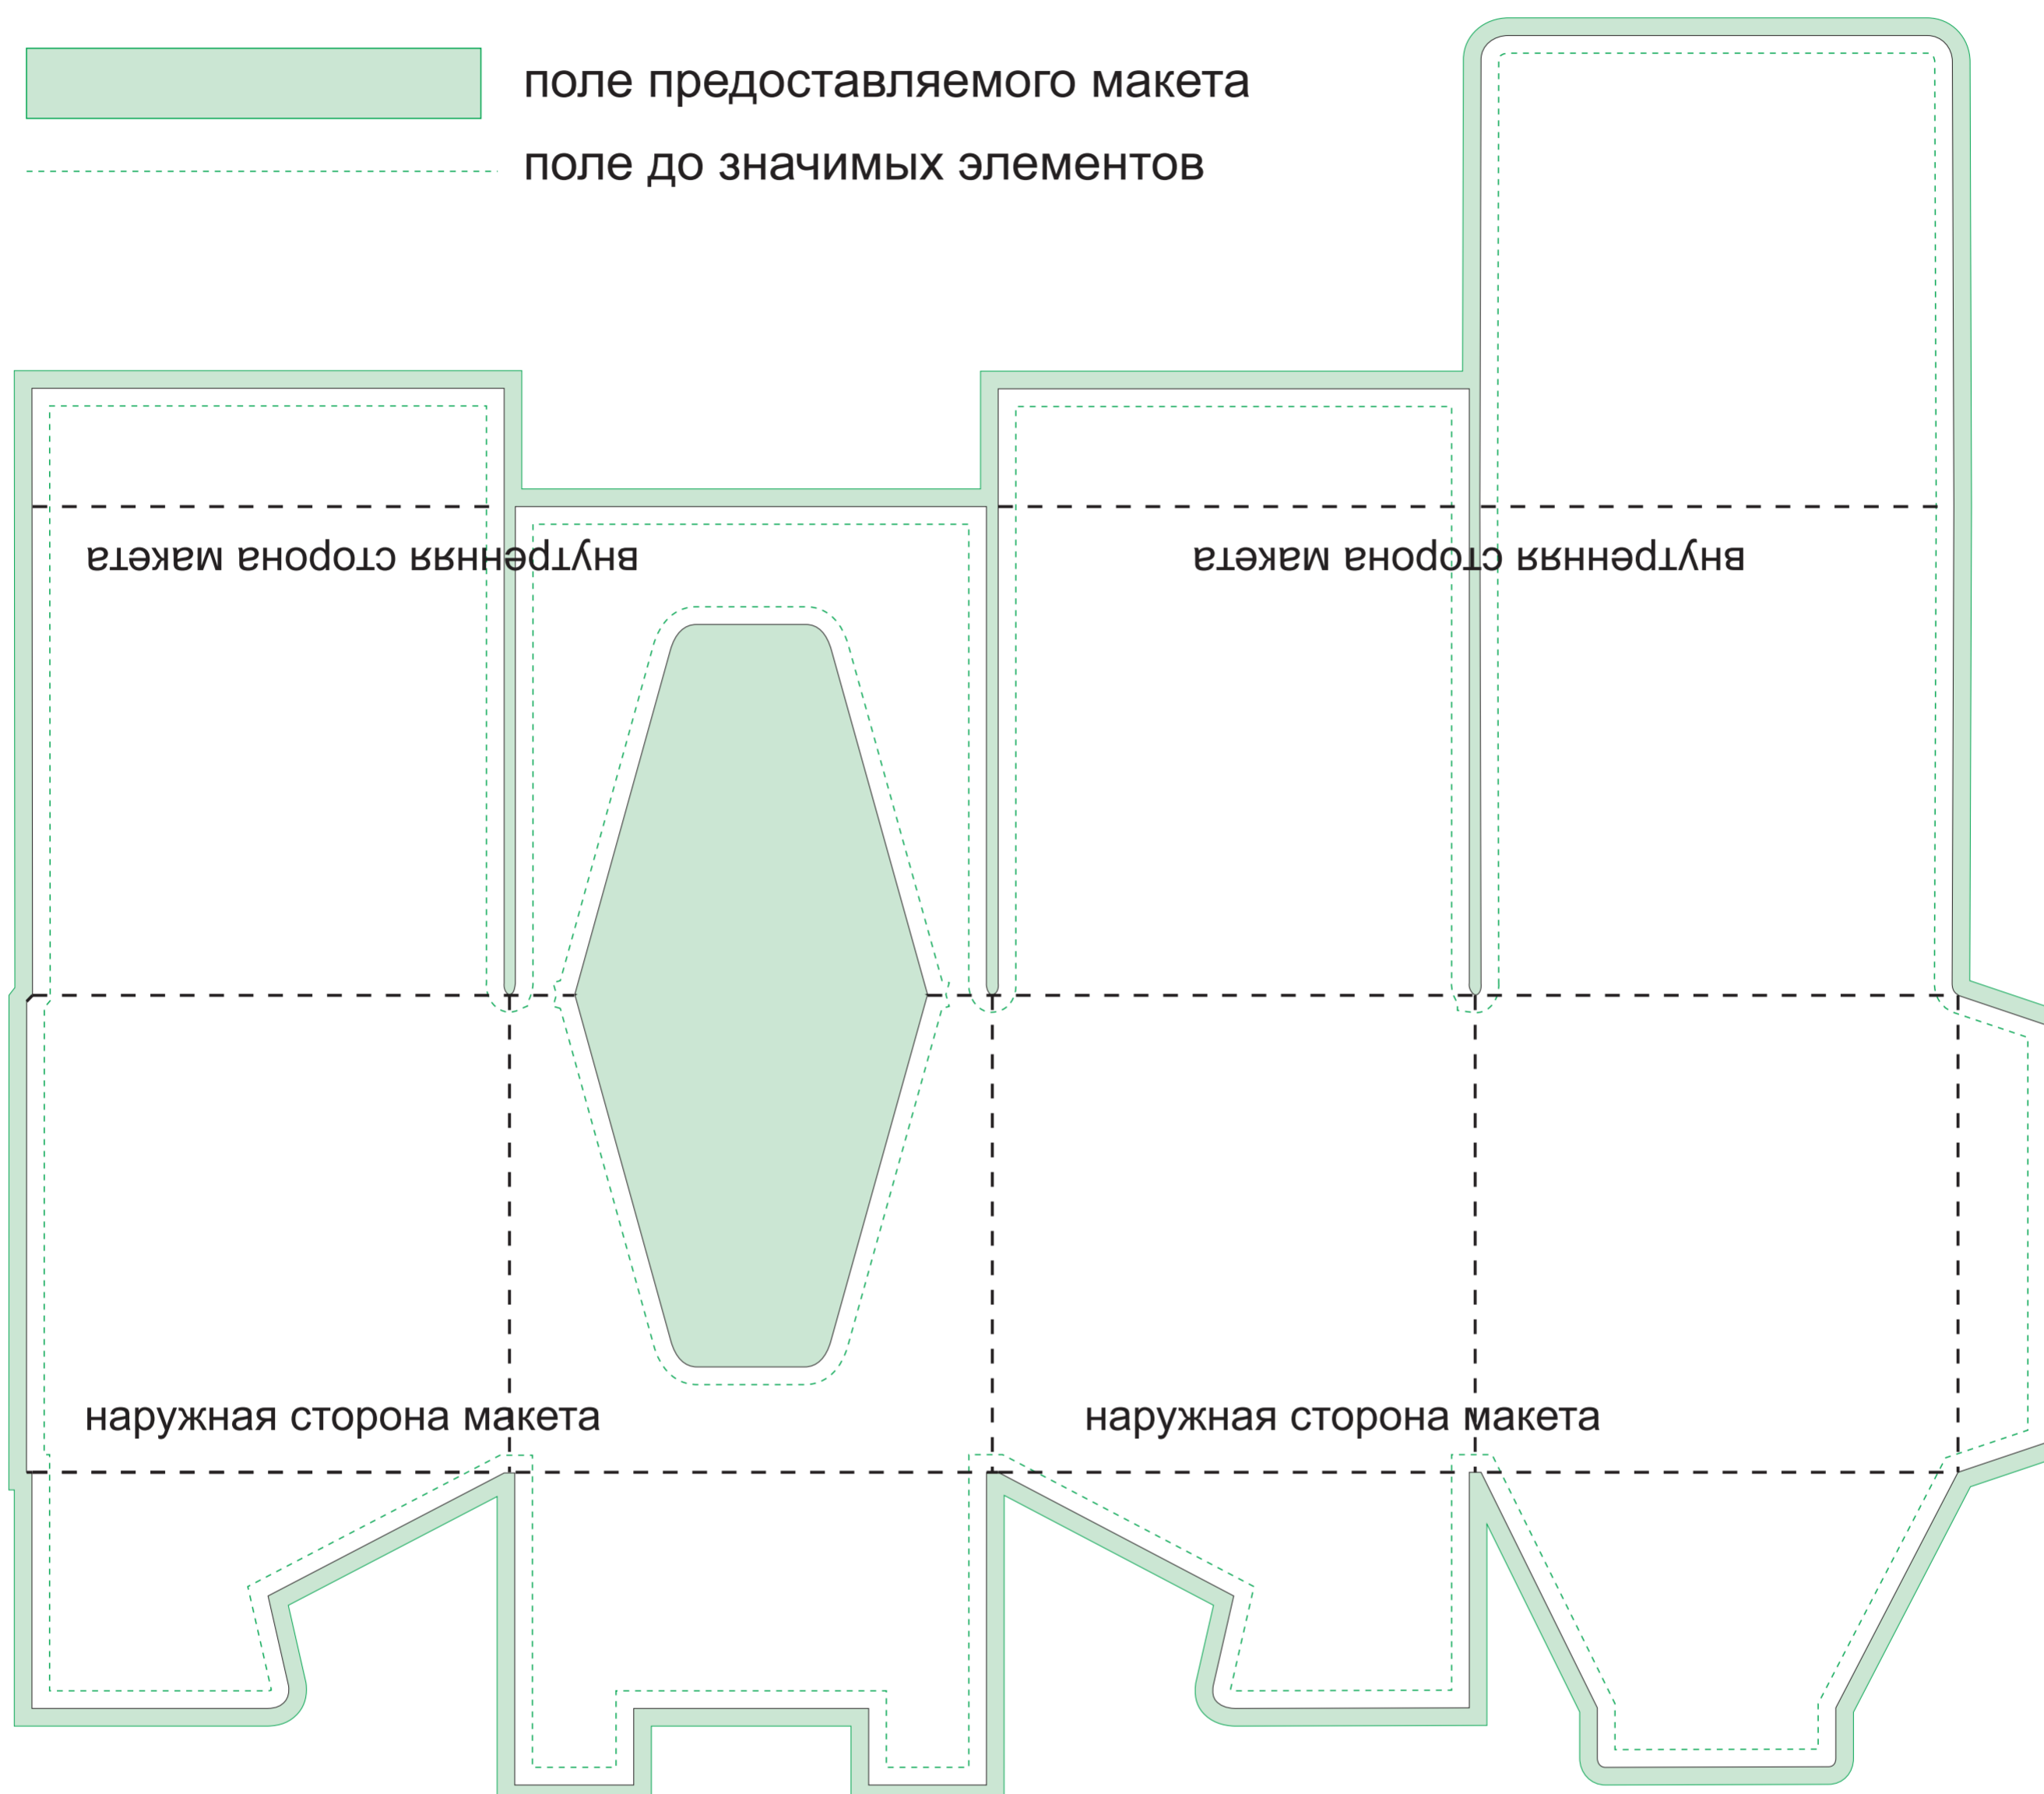 поле предоставляемого макета
поле до значимых элементов
внутренняя сторона макета
внутренняя сторона макета
наружная сторона макета
наружная сторона макета